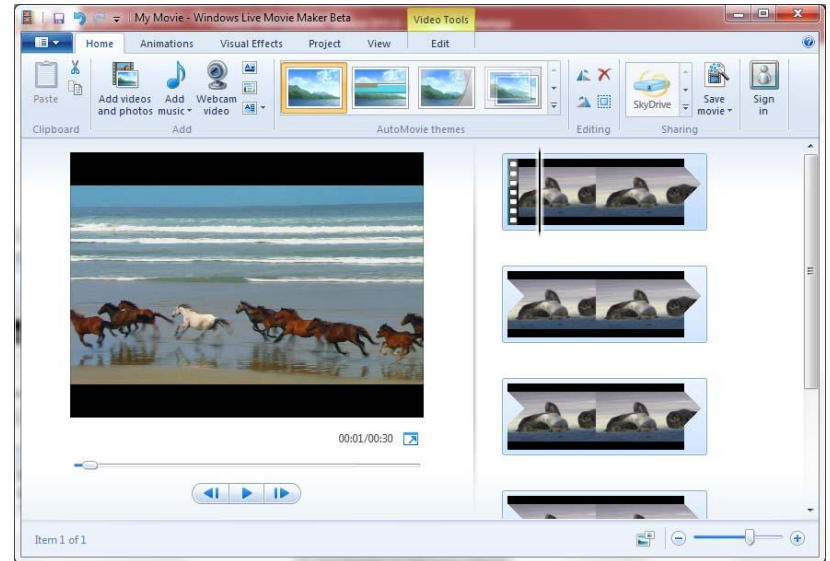 My Movie - Windows Live Movie Maker Beta
Video Tools
Home Animations Visual Effects Project View Edit
Paste
Add videos and photos
Add music
Webcam video
SkyDrive
Save movie
Sign in
Clipboard Add AutoMovie themes Editing Sharing
00:01/00:30
Item 1 of 1